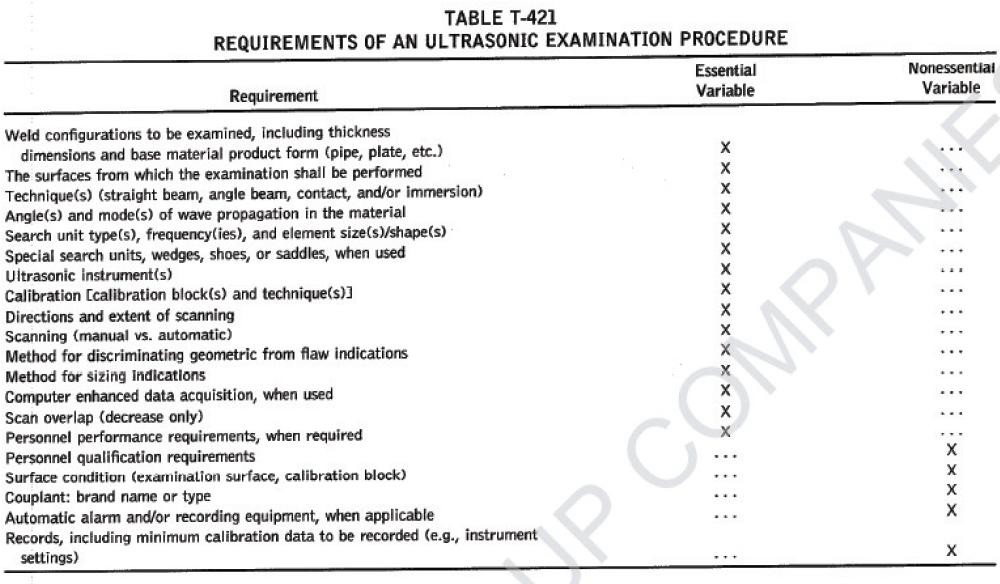 TABLE T-421
REQUIREMENTS OF AN ULTRASONIC EXAMINATION PROCEDURE
Requirement Essential Variable Nonessential Variable
Weld configurations to be examined, including thickness
dimensions and base material product form (pipe, plate, etc.) X ...
The surfaces from which the examination shall be performed X ...
Technique(s) (straight beam, angle beam, contact, and/or immersion) X ...
Angle(s) and mode(s) of wave propagation in the material X ...
Search unit type(s), frequency(ies), and element size(s)/shape(s) X ...
Special search units, wedges, shoes, or saddles, when used X ...
Ultrasonic instrument(s) X ...
Calibration [calibration block(s) and technique(s)] X ...
Directions and extent of scanning X ...
Scanning (manual vs. automatic) X ...
Method for discriminating geometric from flaw indications X ...
Method for sizing indications X ...
Computer enhanced data acquisition, when used X ...
Scan overlap (decrease only) X ...
Personnel performance requirements, when required X ...
Personnel qualification requirements ... X
Surface condition (examination surface, calibration block) ... X
Couplant: brand name or type ... X
Automatic alarm and/or recording equipment, when applicable ... X
Records, including minimum calibration data to be recorded (e.g., instrument
settings) ... X
UP COMPANIES